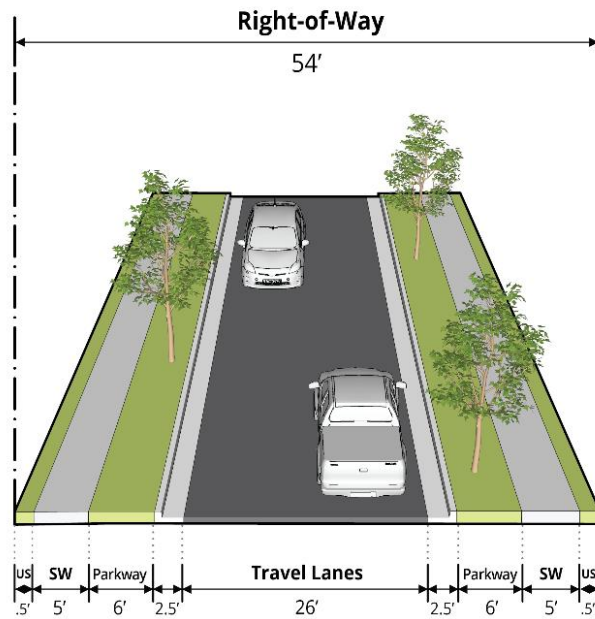 Right-of-Way
54′
US SW Parkway Travel Lanes Parkway SW US
.5′ 5′ 6′ 2.5′ 26′ 2.5′ 6′ 5′ .5′